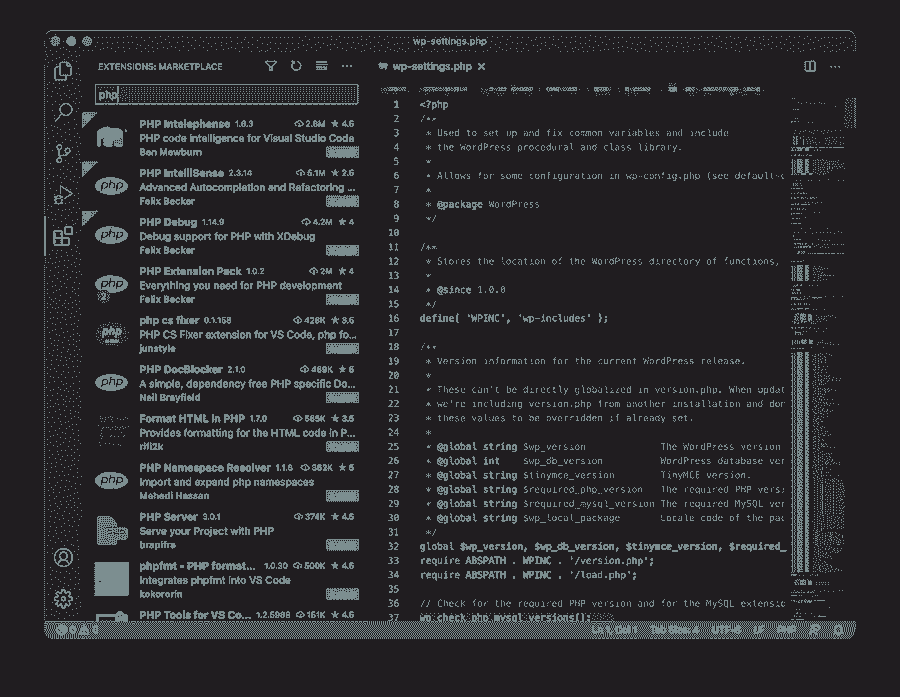 wp-settings.php
EXTENSIONS: MARKETPLACE
php
PHP Intelephense 1.6.3 2.8M ★ 4.5
PHP code intelligence for Visual Studio Code
Ben Mewburn
PHP IntelliSense 2.3.14 5.1M ★ 2.5
Advanced Autocompletion and Refactoring ...
Felix Becker
PHP Debug 1.14.9 4.2M ★ 4
Debug support for PHP with XDebug
Felix Becker
PHP Extension Pack 1.0.2 2M ★ 4
Everything you need for PHP development
Felix Becker
php cs fixer 0.1.158 ★ 3.5
PHP CS Fixer extension for VS Code, php fo...
junstyle
PHP DocBlocker 2.1.0 469K ★ 5
A simple, dependency free PHP specific Do...
Neil Brayfield
Format HTML in PHP 1.7.0 565K ★ 3.5
Provides formatting for the HTML code in P...
rifi2k
PHP Namespace Resolver 1.1.8 ★ 5
Import and expand php namespaces
Mehedi Hassan
PHP Server 3.0.1 374K ★ 4.5
Serve your Project with PHP
brapifra
phpfmt - PHP format... 1.0.30 500K ★ 4.5
Integrates phpfmt into VS Code
kokororin
PHP Tools for VS Co... 151K ★ 4.5
wp-settings.php
1 <?php
2 /**
3 * Used to set up and fix common variables and include
4 * the WordPress procedural and class library.
5 *
6 * Allows for some configuration in wp-config.php (see default-c
7 *
8 * @package WordPress
9 */
10
11 /**
12 * Stores the location of the WordPress directory of functions,
13 *
14 * @since 1.0.0
15 */
16 define( 'WPINC', 'wp-includes' );
17
18 /**
19 * Version information for the current WordPress release.
20 *
21 * These can't be directly globalized in version.php. When updat
22 * we're including version.php from another installation and don
23 * these values to be overridden if already set.
24 *
25 * @global string $wp_version The WordPress version
26 * @global int $wp_db_version WordPress database ver
27 * @global string $tinymce_version TinyMCE version.
28 * @global string $required_php_version The required PHP versi
29 * @global string $required_mysql_version The required MySQL ver
30 * @global string $wp_local_package Locale code of the pac
31 */
32 global $wp_version, $wp_db_version, $tinymce_version, $required_
33 require ABSPATH . WPINC . '/version.php';
34 require ABSPATH . WPINC . '/load.php';
35
36 // Check for the required PHP version and for the MySQL extensio
37 wp_check_php_mysql_versions();
Ln 1, Col 1 Tab Size: 4 UTF-8 LF PHP